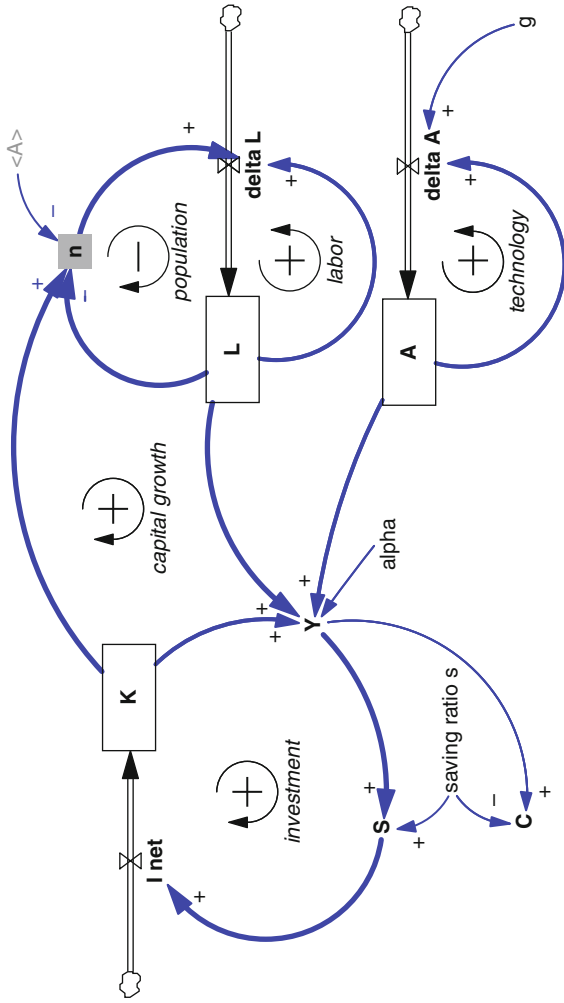 <A>
n
+
−
+
−
population
+
delta L
+
labor
L
capital growth
K
I net
+
investment
+
+
Y
+
alpha
A
technology
delta A
+
+
g
S
+
+
saving ratio s
−
C
+